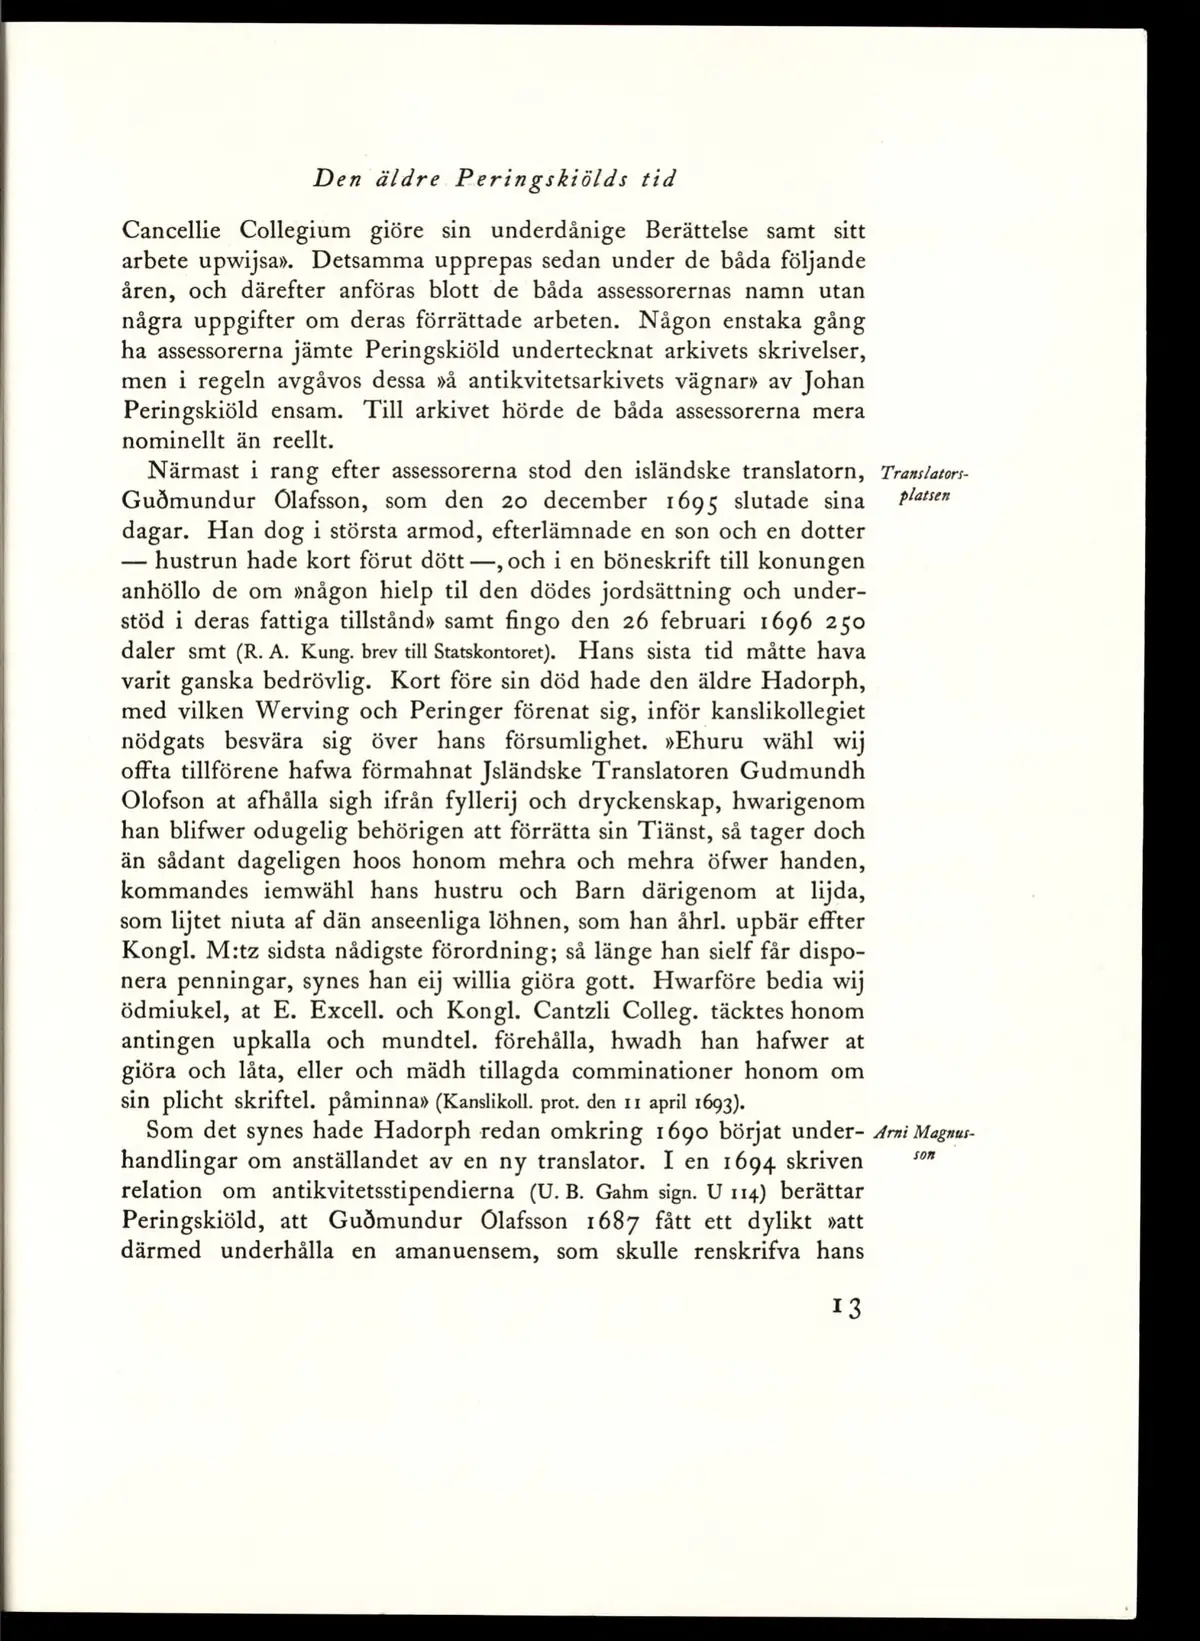 Den äldre Peringskiölds tid
Cancellie Collegium giöre sin underdånige Berättelse samt sitt
arbete upwijsa». Detsamma upprepas sedan under de båda följande
åren, och därefter anföras blott de båda assessorernas namn utan
några uppgifter om deras förrättade arbeten. Någon enstaka gång
ha assessorerna jämte Peringskiöld undertecknat arkivets skrivelser,
men i regeln avgåvos dessa »å antikvitetsarkivets vägnar» av Johan
Peringskiöld ensam. Till arkivet hörde de båda assessorerna mera
nominellt än reellt.
Närmast i rang efter assessorerna stod den isländske translatorn,
Translators-
platsen
Guðmundur Ólafsson, som den 20 december 1695 slutade sina
dagar. Han dog i största armod, efterlämnade en son och en dotter
— hustrun hade kort förut dött —, och i en böneskrift till konungen
anhöllo de om »någon hielp til den dödes jordsättning och under-
stöd i deras fattiga tillstånd» samt fingo den 26 februari 1696 250
daler smt (R. A. Kung. brev till Statskontoret). Hans sista tid måtte hava
varit ganska bedrövlig. Kort före sin död hade den äldre Hadorph,
med vilken Werving och Peringer förenat sig, inför kanslikollegiet
nödgats besvära sig över hans försumlighet. »Ehuru wähl wij
offta tillförene hafwa förmahnat Jsländske Translatoren Gudmundh
Olofson at afhålla sigh ifrån fyllerij och dryckenskap, hwarigenom
han blifwer odugelig behörigen att förrätta sin Tiänst, så tager doch
än sådant dageligen hoos honom mehra och mehra öfwer handen,
kommandes iemwähl hans hustru och Barn därigenom at lijda,
som lijtet niuta af dän anseenliga löhnen, som han åhrl. upbär effter
Kongl. M:tz sidsta nådigste förordning; så länge han sielf får dispo-
nera penningar, synes han eij willia giöra gott. Hwarföre bedia wij
ödmiukel, at E. Excell. och Kongl. Cantzli Colleg. täcktes honom
antingen upkalla och mundtel. förehålla, hwadh han hafwer at
giöra och låta, eller och mädh tillagda comminationer honom om
sin plicht skriftel. påminna» (Kanslikoll. prot. den 11 april 1693).
Som det synes hade Hadorph redan omkring 1690 börjat under-
Arni Magnus-
son
handlingar om anställandet av en ny translator. I en 1694 skriven
relation om antikvitetsstipendierna (U. B. Gahm sign. U 114) berättar
Peringskiöld, att Guðmundur Ólafsson 1687 fått ett dylikt »att
därmed underhålla en amanuensem, som skulle renskrifva hans
13